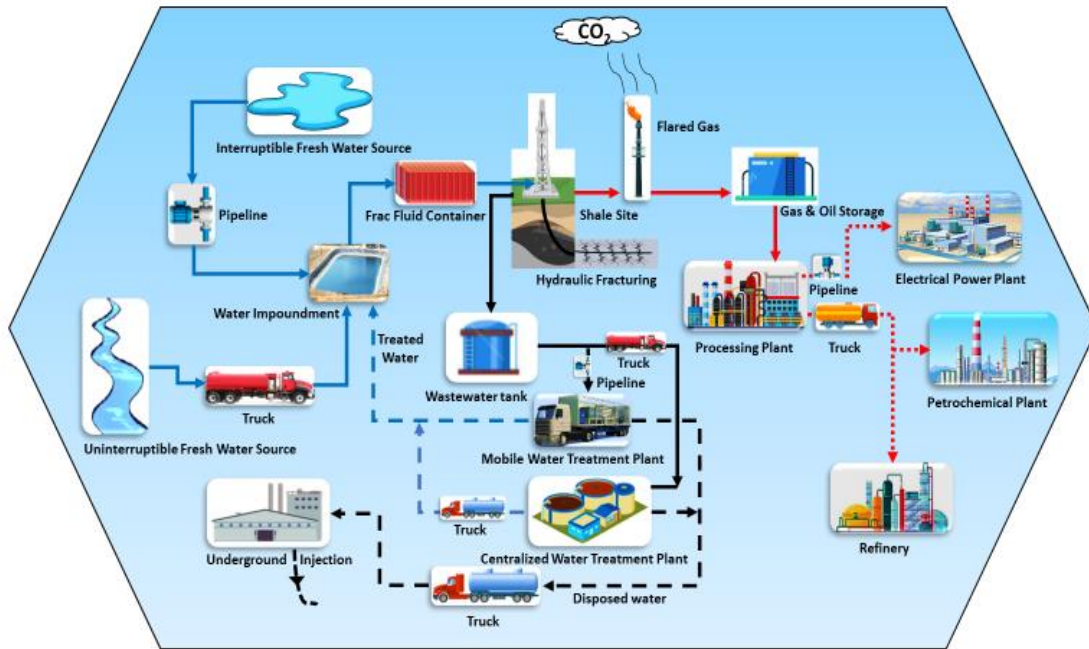 CO2
Interruptible Fresh Water Source
Flared Gas
Pipeline
Frac Fluid Container
Shale Site
Gas & Oil Storage
Hydraulic Fracturing
Electrical Power Plant
Pipeline
Water Impoundment
Treated
Water
Truck
Processing Plant
Truck
Pipeline
Wastewater tank
Petrochemical Plant
Truck
Uninterruptible Fresh Water Source
Mobile Water Treatment Plant
Truck
Refinery
Underground Injection
Centralized Water Treatment Plant
Disposed water
Truck